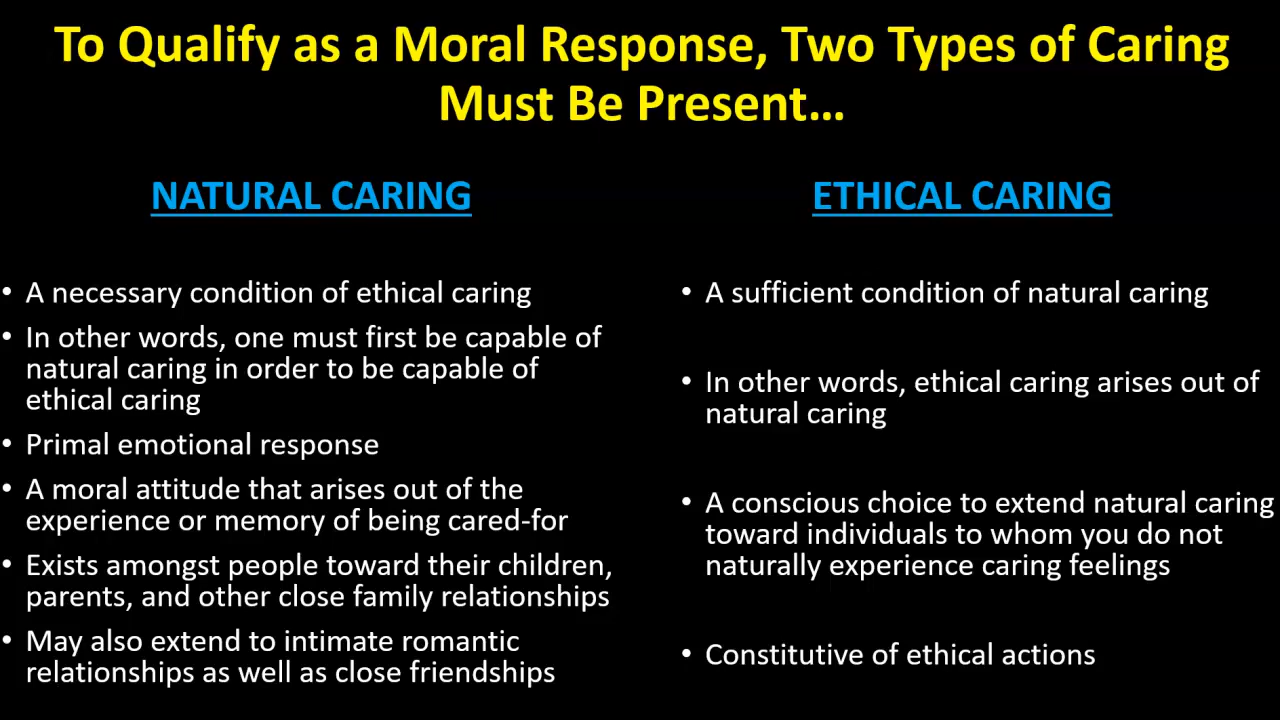 To Qualify as a Moral Response, Two Types of Caring
Must Be Present…
NATURAL CARING
• A necessary condition of ethical caring
• In other words, one must first be capable of
natural caring in order to be capable of
ethical caring
• Primal emotional response
• A moral attitude that arises out of the
experience or memory of being cared-for
• Exists amongst people toward their children,
parents, and other close family relationships
• May also extend to intimate romantic
relationships as well as close friendships
ETHICAL CARING
• A sufficient condition of natural caring
• In other words, ethical caring arises out of
natural caring
• A conscious choice to extend natural caring
toward individuals to whom you do not
naturally experience caring feelings
• Constitutive of ethical actions